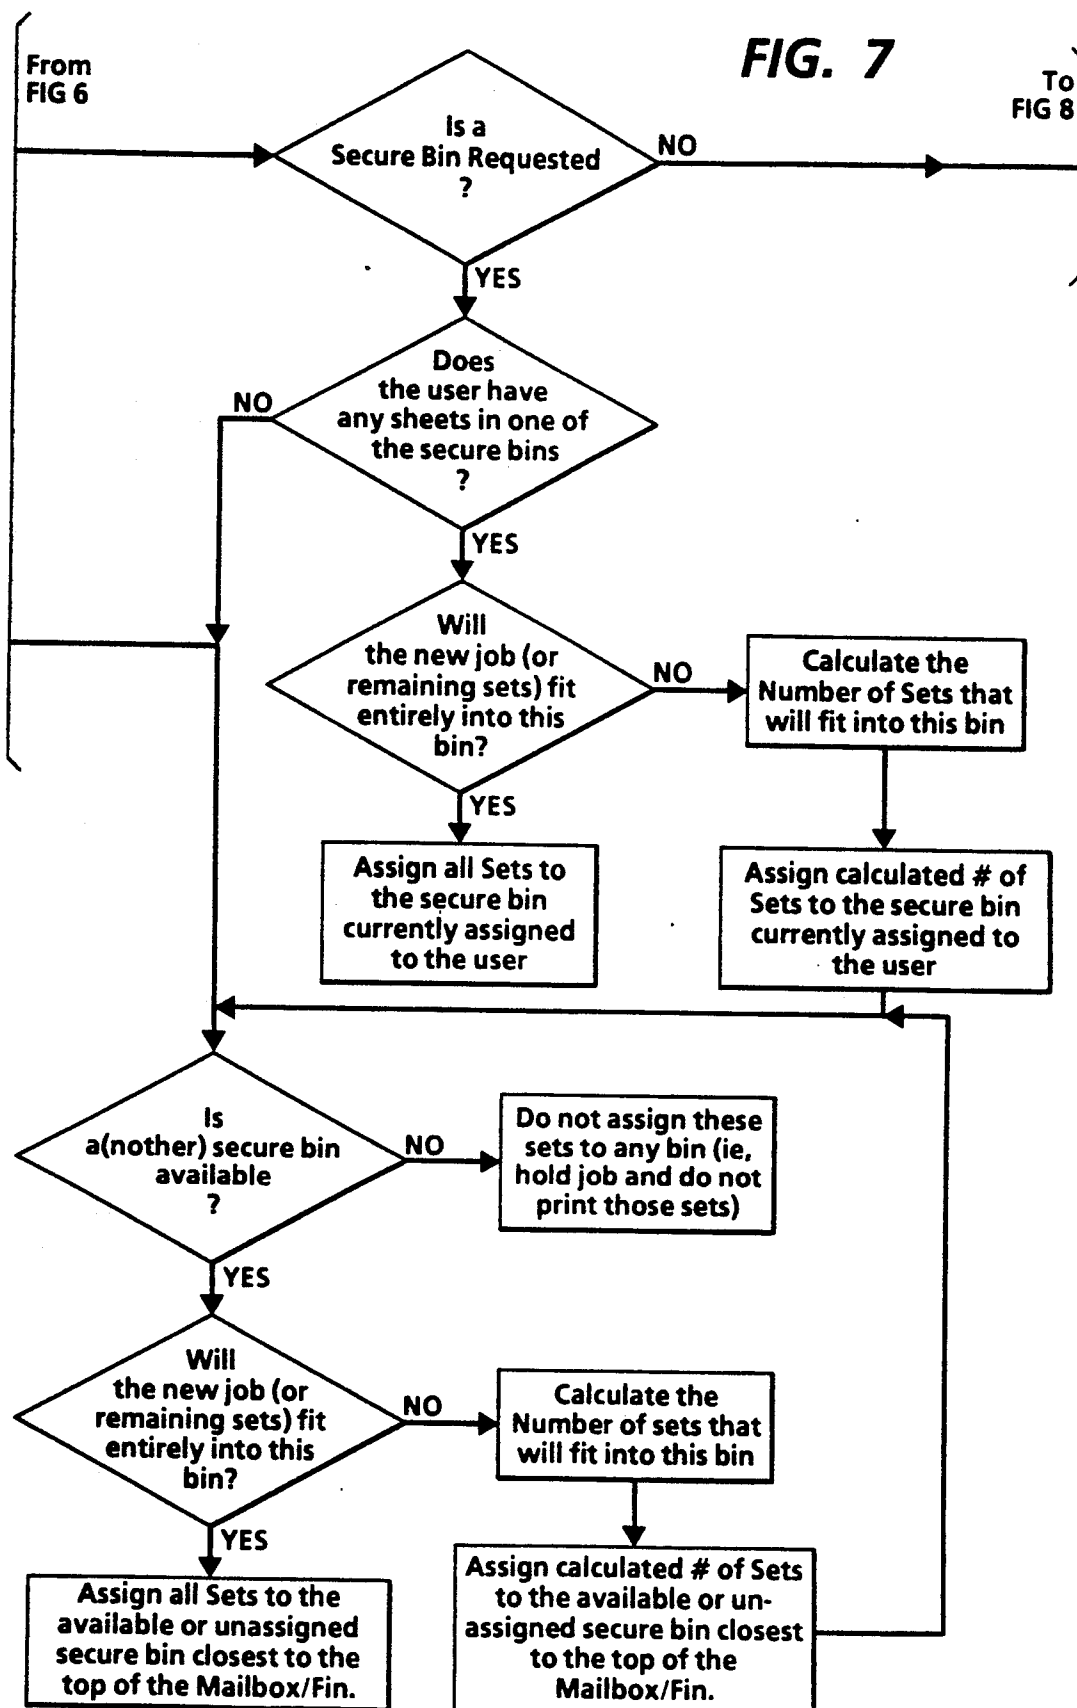 FIG. 7
From
FIG 6
To
FIG 8
Is a
Secure Bin Requested
?
NO
YES
Does
the user have
any sheets in one of
the secure bins
?
NO
YES
Will
the new job (or
remaining sets) fit
entirely into this
bin?
NO
YES
Calculate the
Number of Sets that
will fit into this bin
Assign all Sets to
the secure bin
currently assigned
to the user
Assign calculated # of
Sets to the secure bin
currently assigned to
the user
Is
a(nother) secure bin
available
?
NO
YES
Do not assign these
sets to any bin (ie,
hold job and do not
print those sets)
Will
the new job (or
remaining sets) fit
entirely into this
bin?
NO
YES
Calculate the
Number of sets that
will fit into this bin
Assign all Sets to the
available or unassigned
secure bin closest to the
top of the Mailbox/Fin.
Assign calculated # of Sets
to the available or un-
assigned secure bin closest
to the top of the
Mailbox/Fin.